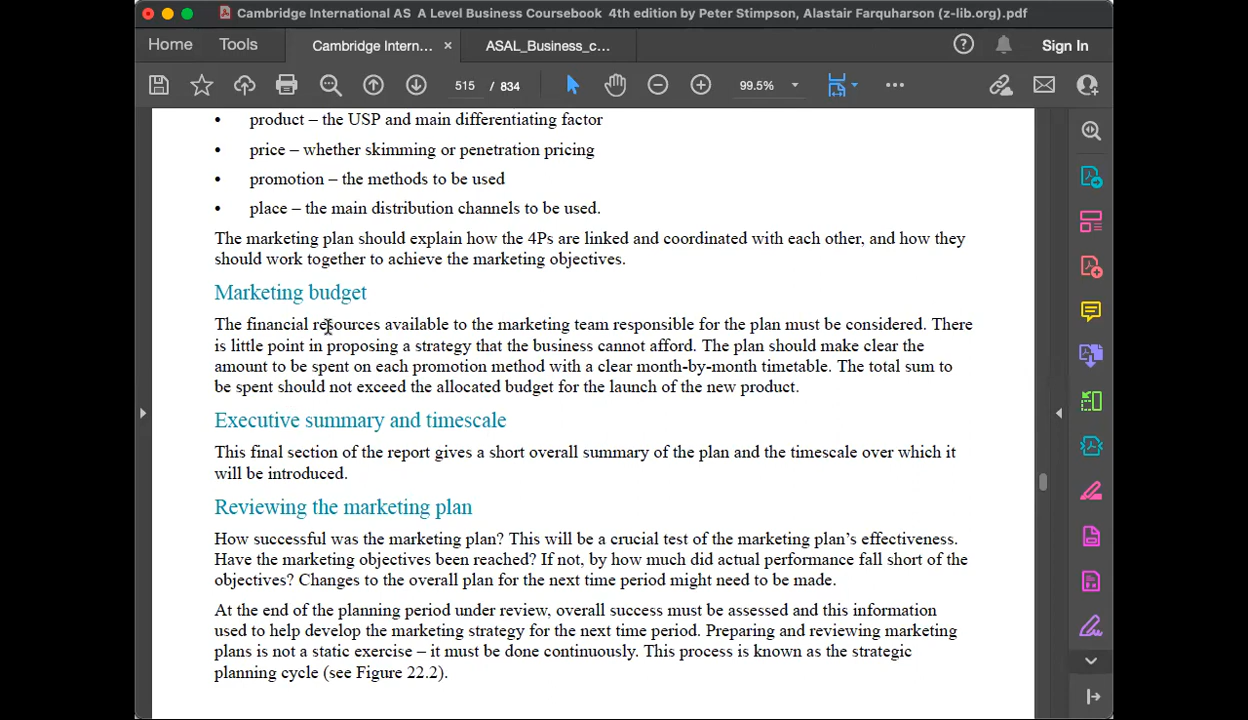 Cambridge International AS A Level Business Coursebook 4th edition by Peter Stimpson, Alastair Farquharson (z-lib.org).pdf
Home Tools Cambridge Intern... × ASAL_Business_c... Sign In
515 / 834 99.5%
• product – the USP and main differentiating factor
• price – whether skimming or penetration pricing
• promotion – the methods to be used
• place – the main distribution channels to be used.
The marketing plan should explain how the 4Ps are linked and coordinated with each other, and how they
should work together to achieve the marketing objectives.
Marketing budget
The financial resources available to the marketing team responsible for the plan must be considered. There
is little point in proposing a strategy that the business cannot afford. The plan should make clear the
amount to be spent on each promotion method with a clear month-by-month timetable. The total sum to
be spent should not exceed the allocated budget for the launch of the new product.
Executive summary and timescale
This final section of the report gives a short overall summary of the plan and the timescale over which it
will be introduced.
Reviewing the marketing plan
How successful was the marketing plan? This will be a crucial test of the marketing plan’s effectiveness.
Have the marketing objectives been reached? If not, by how much did actual performance fall short of the
objectives? Changes to the overall plan for the next time period might need to be made.
At the end of the planning period under review, overall success must be assessed and this information
used to help develop the marketing strategy for the next time period. Preparing and reviewing marketing
plans is not a static exercise – it must be done continuously. This process is known as the strategic
planning cycle (see Figure 22.2).